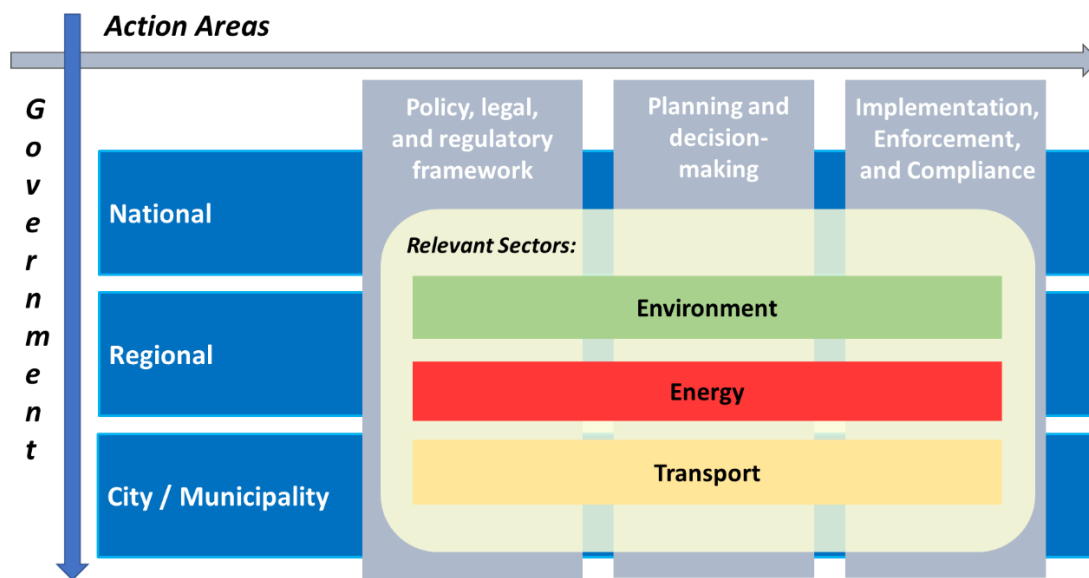 Action Areas
Government
Policy, legal,
and regulatory
framework
Planning and
decision-
making
Implementation,
Enforcement,
and Compliance
National
Relevant Sectors:
Environment
Regional
Energy
Transport
City / Municipality